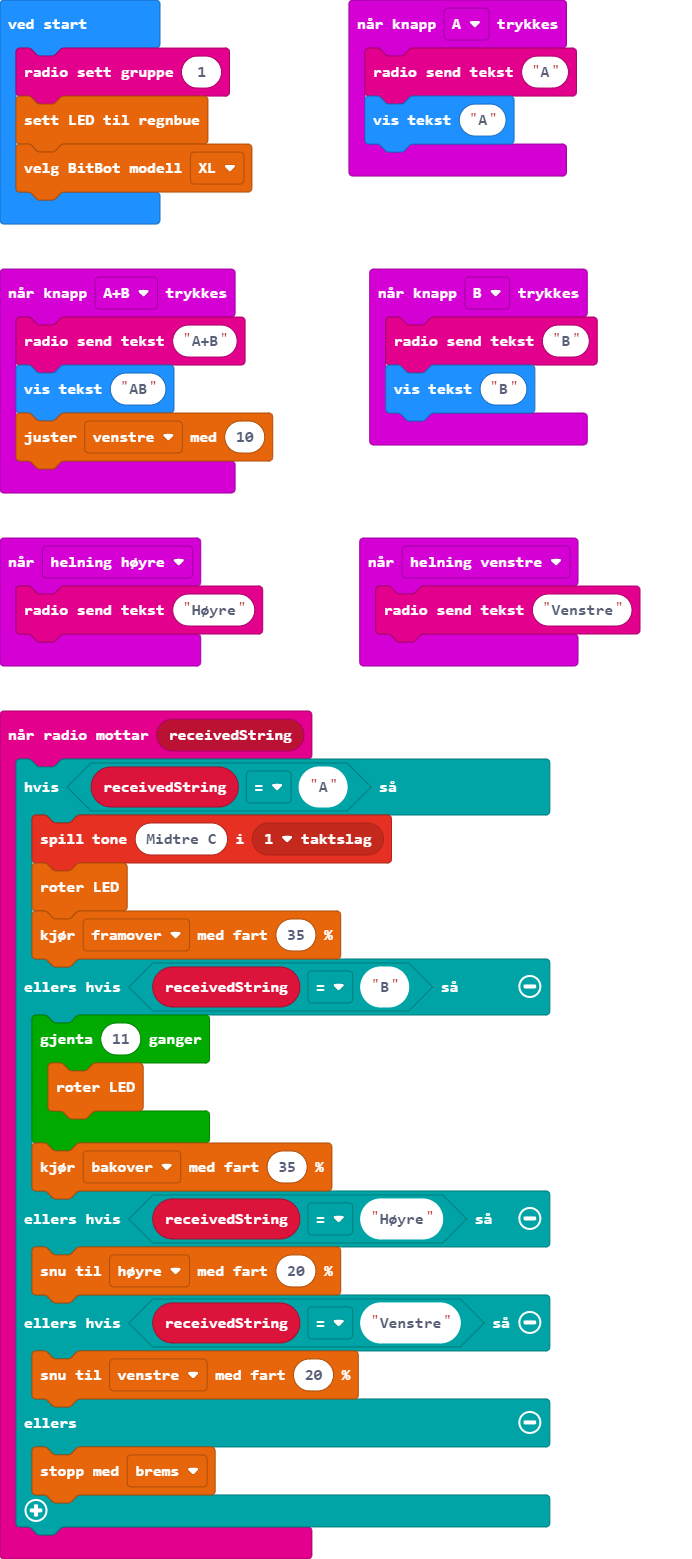 ved start
radio sett gruppe 1
sett LED til regnbue
velg BitBot modell XL
når knapp A trykkes
radio send tekst "A"
vis tekst "A"
når knapp A+B trykkes
radio send tekst "A+B"
vis tekst "AB"
juster venstre med 10
når knapp B trykkes
radio send tekst "B"
vis tekst "B"
når helning høyre
radio send tekst "Høyre"
når helning venstre
radio send tekst "Venstre"
når radio mottar receivedString
hvis receivedString = "A" så
spill tone Midtre C i 1 taktslag
roter LED
kjør framover med fart 35 %
ellers hvis receivedString = "B" så
gjenta 11 ganger
roter LED
kjør bakover med fart 35 %
ellers hvis receivedString = "Høyre" så
snu til høyre med fart 20 %
ellers hvis receivedString = "Venstre" så
snu til venstre med fart 20 %
ellers
stopp med brems